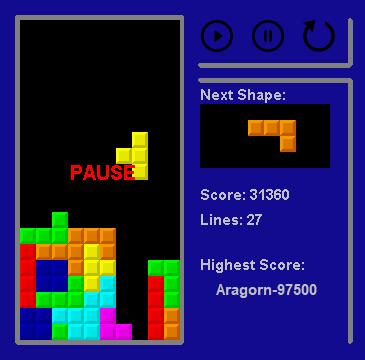 Next Shape:
PAUSE
Score: 31360
Lines: 27
Highest Score:
Aragorn-97500